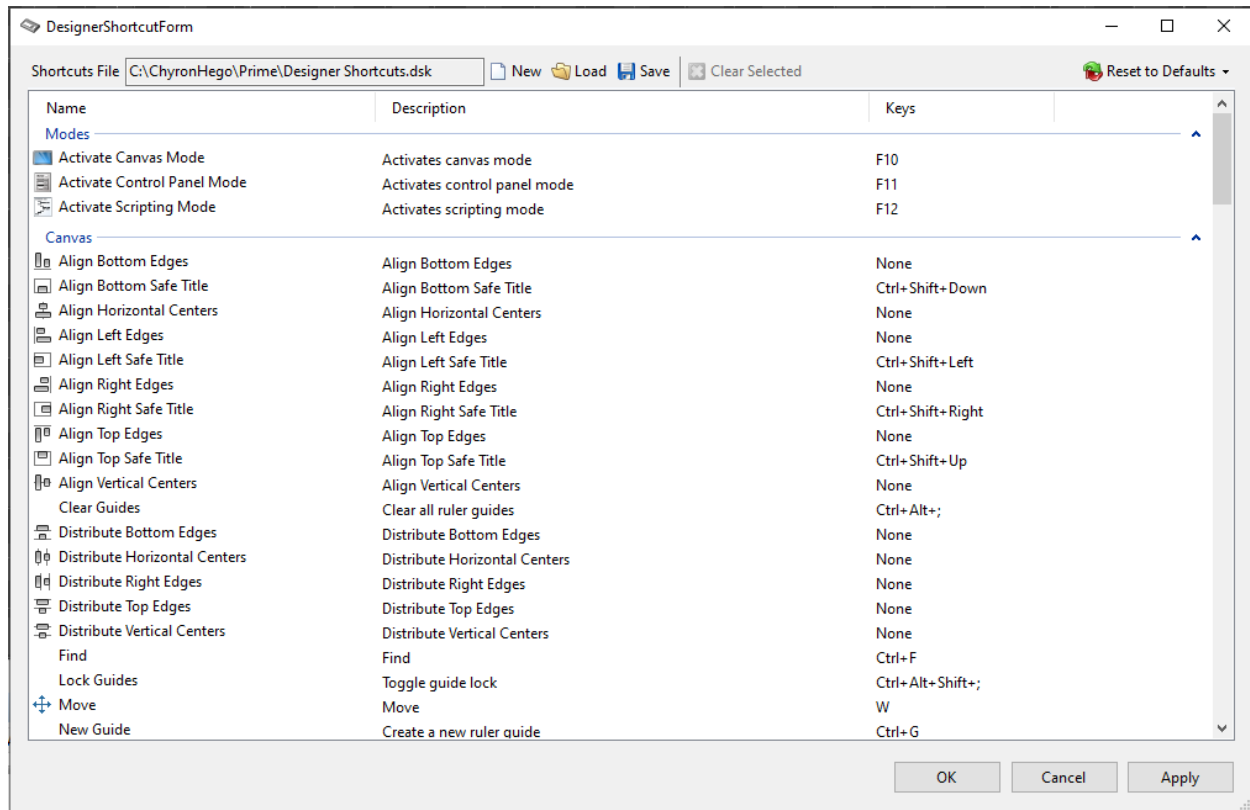 DesignerShortcutForm
Shortcuts File C:\ChyronHego\Prime\Designer Shortcuts.dsk New Load Save Clear Selected Reset to Defaults
Name Description Keys
Modes
Activate Canvas Mode Activates canvas mode F10
Activate Control Panel Mode Activates control panel mode F11
Activate Scripting Mode Activates scripting mode F12
Canvas
Align Bottom Edges Align Bottom Edges None
Align Bottom Safe Title Align Bottom Safe Title Ctrl+Shift+Down
Align Horizontal Centers Align Horizontal Centers None
Align Left Edges Align Left Edges None
Align Left Safe Title Align Left Safe Title Ctrl+Shift+Left
Align Right Edges Align Right Edges None
Align Right Safe Title Align Right Safe Title Ctrl+Shift+Right
Align Top Edges Align Top Edges None
Align Top Safe Title Align Top Safe Title Ctrl+Shift+Up
Align Vertical Centers Align Vertical Centers None
Clear Guides Clear all ruler guides Ctrl+Alt+;
Distribute Bottom Edges Distribute Bottom Edges None
Distribute Horizontal Centers Distribute Horizontal Centers None
Distribute Right Edges Distribute Right Edges None
Distribute Top Edges Distribute Top Edges None
Distribute Vertical Centers Distribute Vertical Centers None
Find Find Ctrl+F
Lock Guides Toggle guide lock Ctrl+Alt+Shift+;
Move Move W
New Guide Create a new ruler guide Ctrl+G
OK Cancel Apply